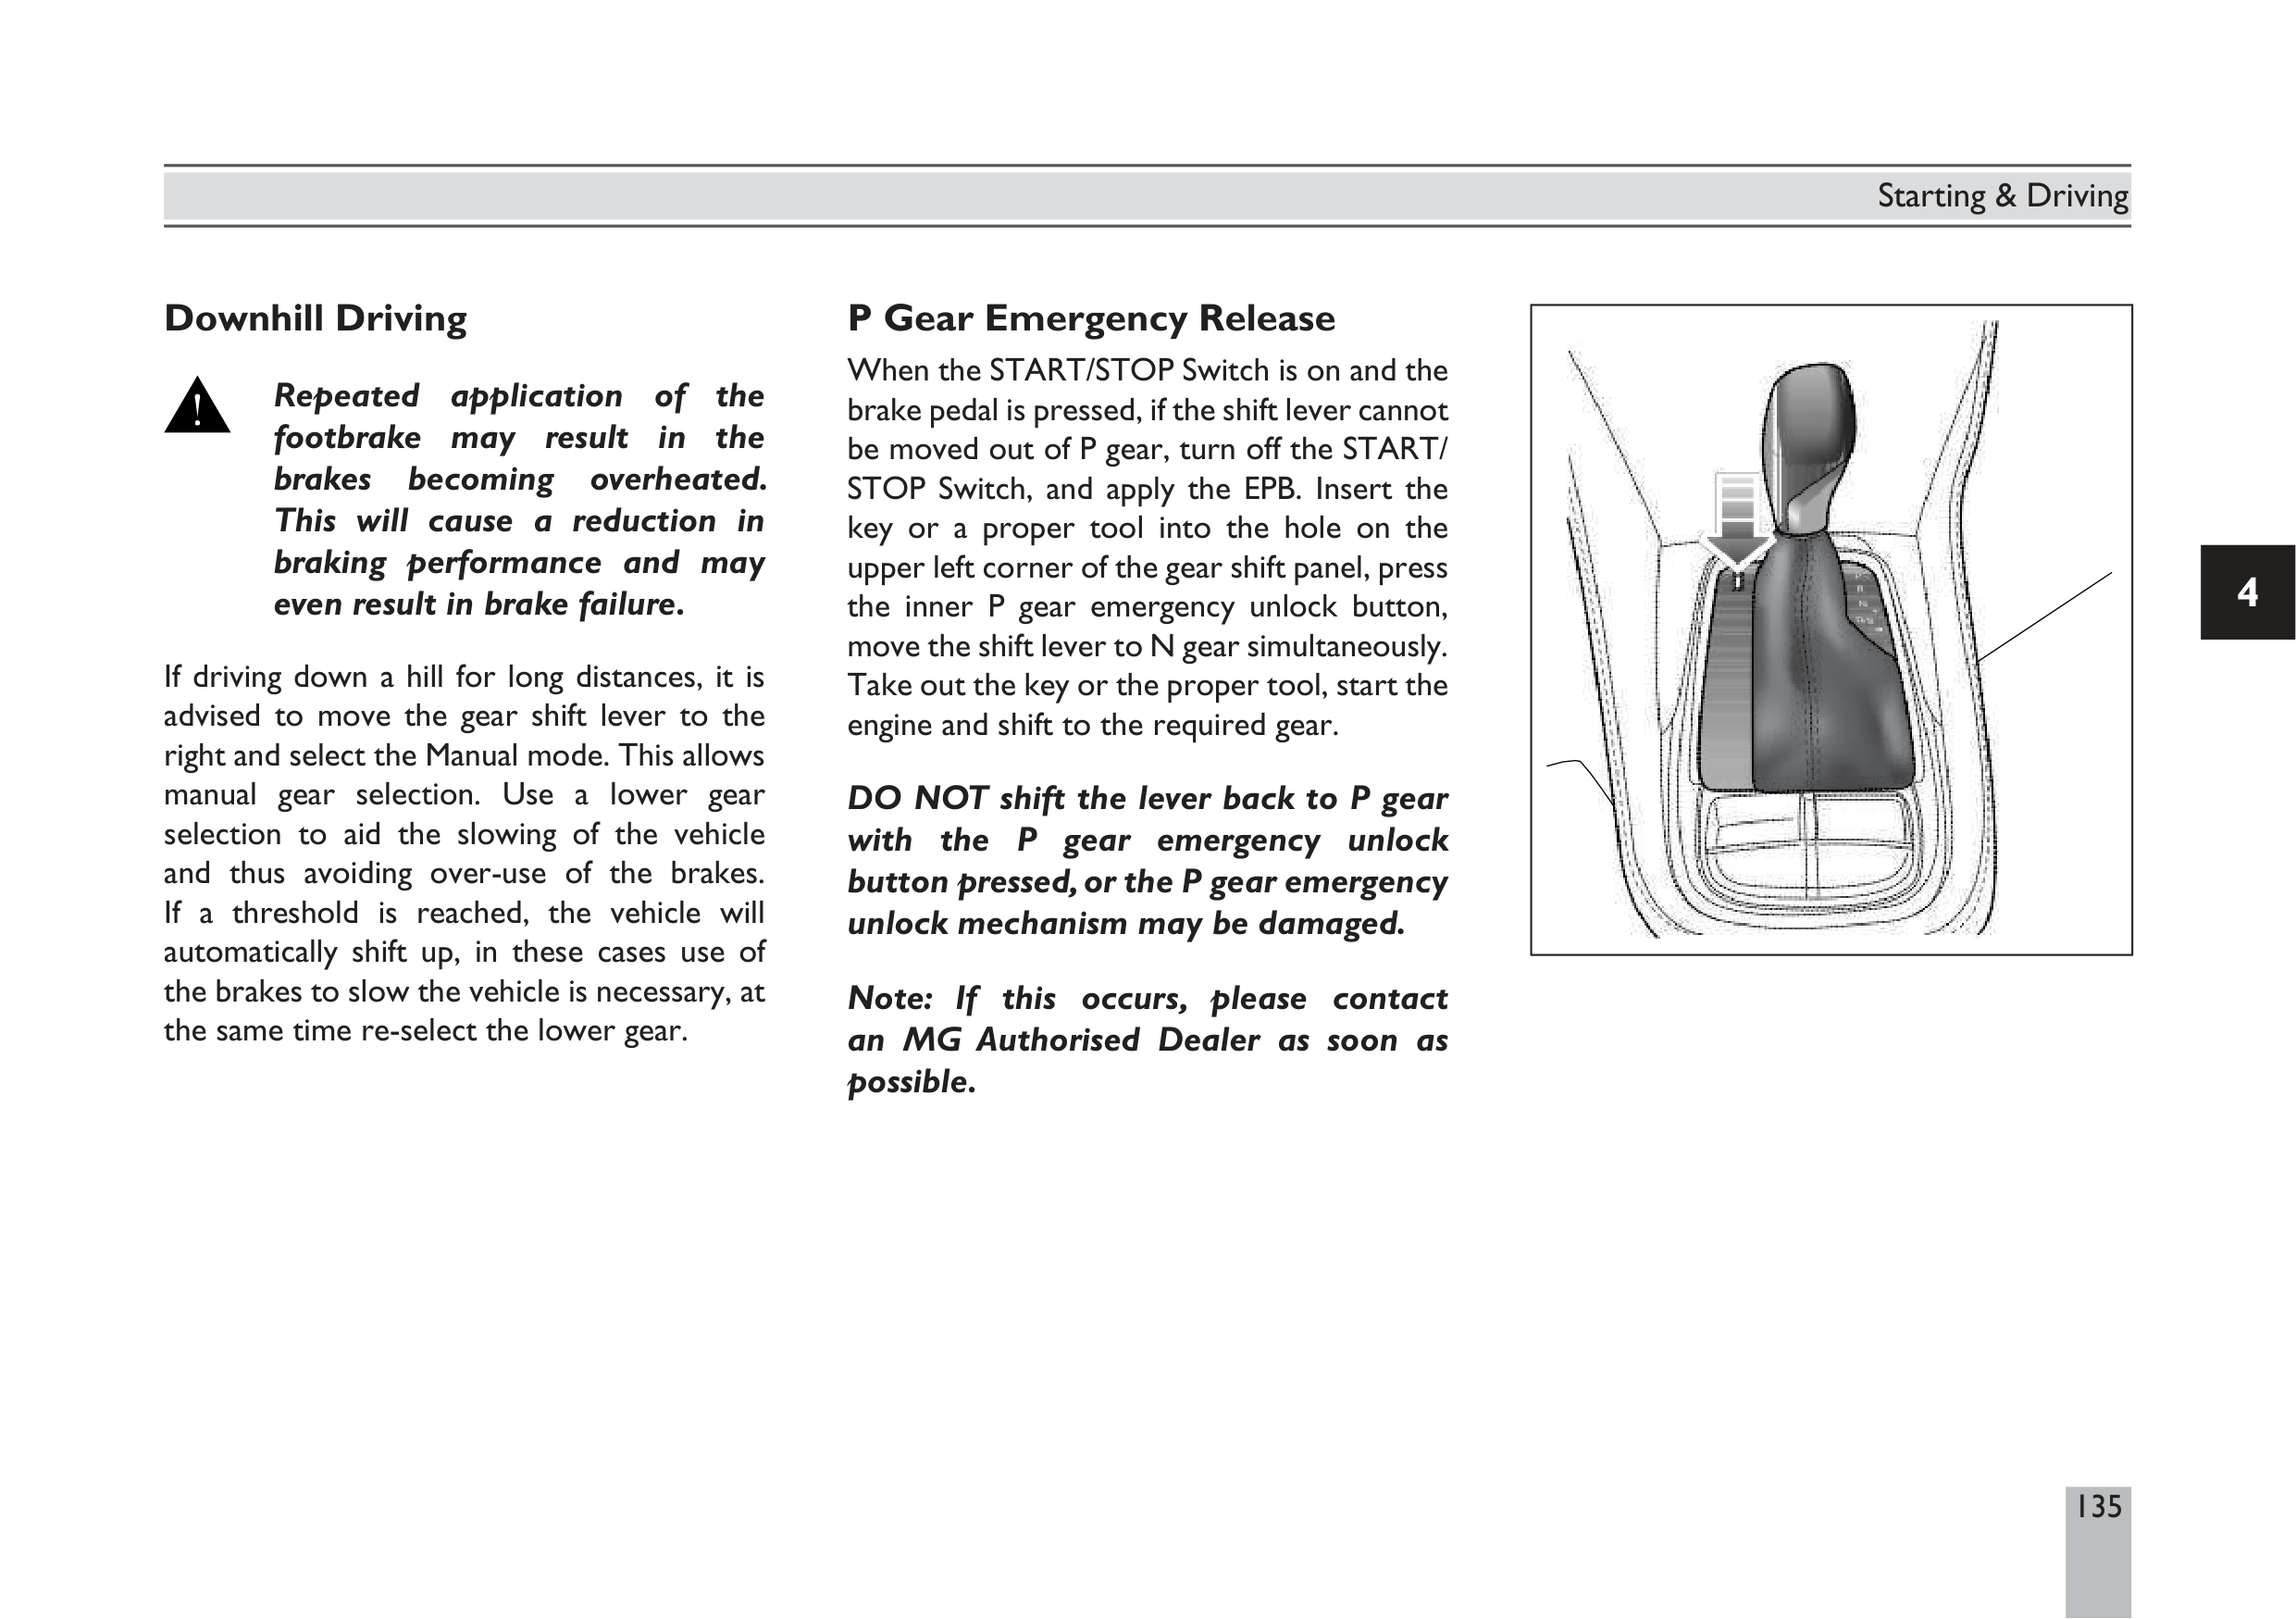 Starting & Driving
Downhill Driving
Repeated application of the
footbrake may result in the
brakes becoming overheated.
This will cause a reduction in
braking performance and may
even result in brake failure.
If driving down a hill for long distances, it is
advised to move the gear shift lever to the
right and select the Manual mode. This allows
manual gear selection. Use a lower gear
selection to aid the slowing of the vehicle
and thus avoiding over-use of the brakes.
If a threshold is reached, the vehicle will
automatically shift up, in these cases use of
the brakes to slow the vehicle is necessary, at
the same time re-select the lower gear.
P Gear Emergency Release
When the START/STOP Switch is on and the
brake pedal is pressed, if the shift lever cannot
be moved out of P gear, turn off the START/
STOP Switch, and apply the EPB. Insert the
key or a proper tool into the hole on the
upper left corner of the gear shift panel, press
the inner P gear emergency unlock button,
move the shift lever to N gear simultaneously.
Take out the key or the proper tool, start the
engine and shift to the required gear.
DO NOT shift the lever back to P gear
with the P gear emergency unlock
button pressed, or the P gear emergency
unlock mechanism may be damaged.
Note: If this occurs, please contact
an MG Authorised Dealer as soon as
possible.
4
135